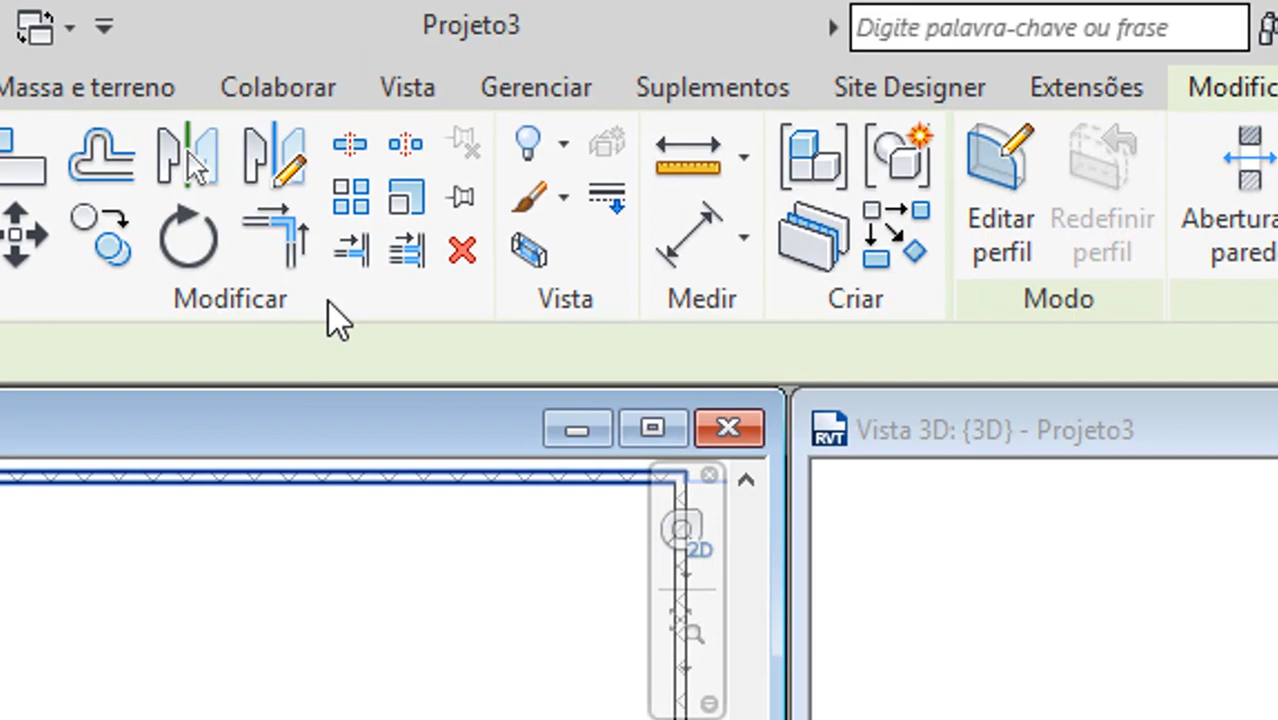 Projeto3
Digite palavra-chave ou frase
Massa e terreno Colaborar Vista Gerenciar Suplementos Site Designer Extensões Modific
Editar perfil
Redefinir perfil
Abertura pared
Modificar Vista Medir Criar Modo
RVT Vista 3D: {3D} - Projeto3
2D